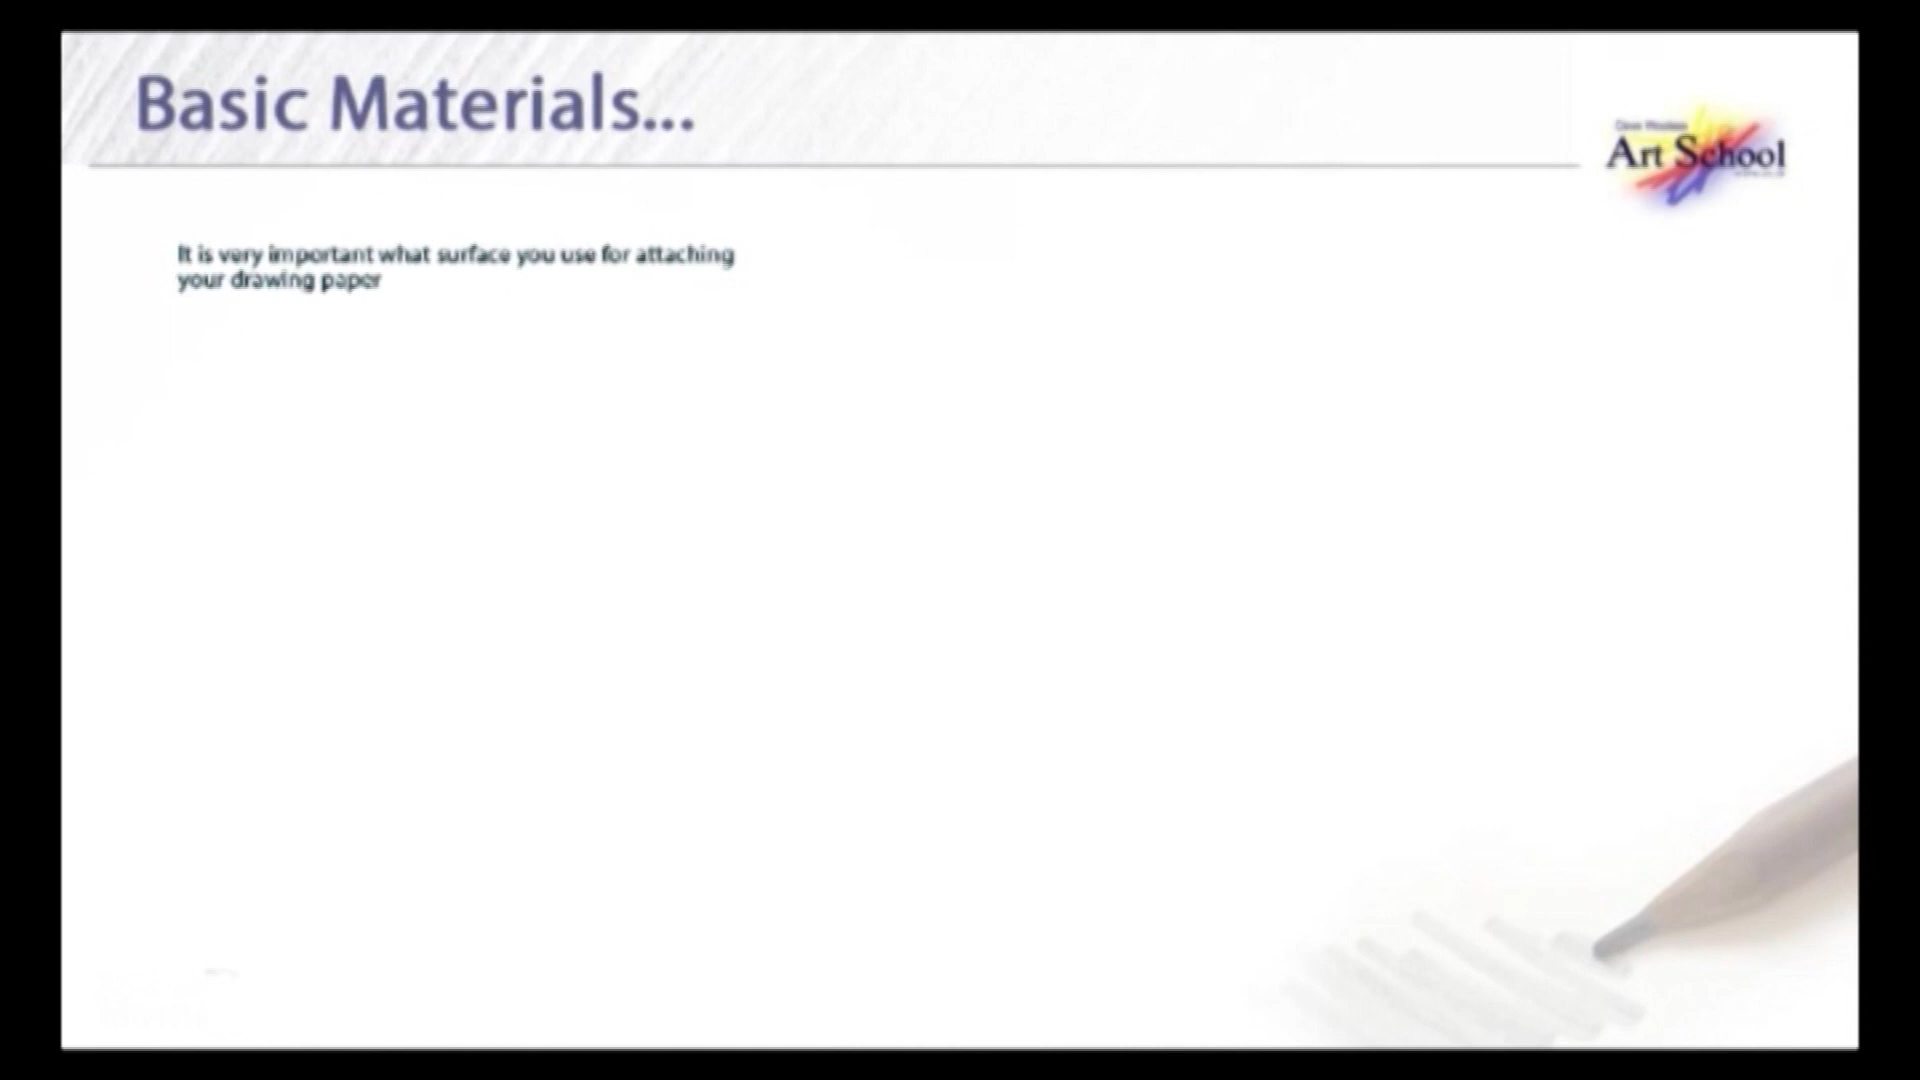 Basic Materials...
Art School
It is very important what surface you use for attaching
your drawing paper